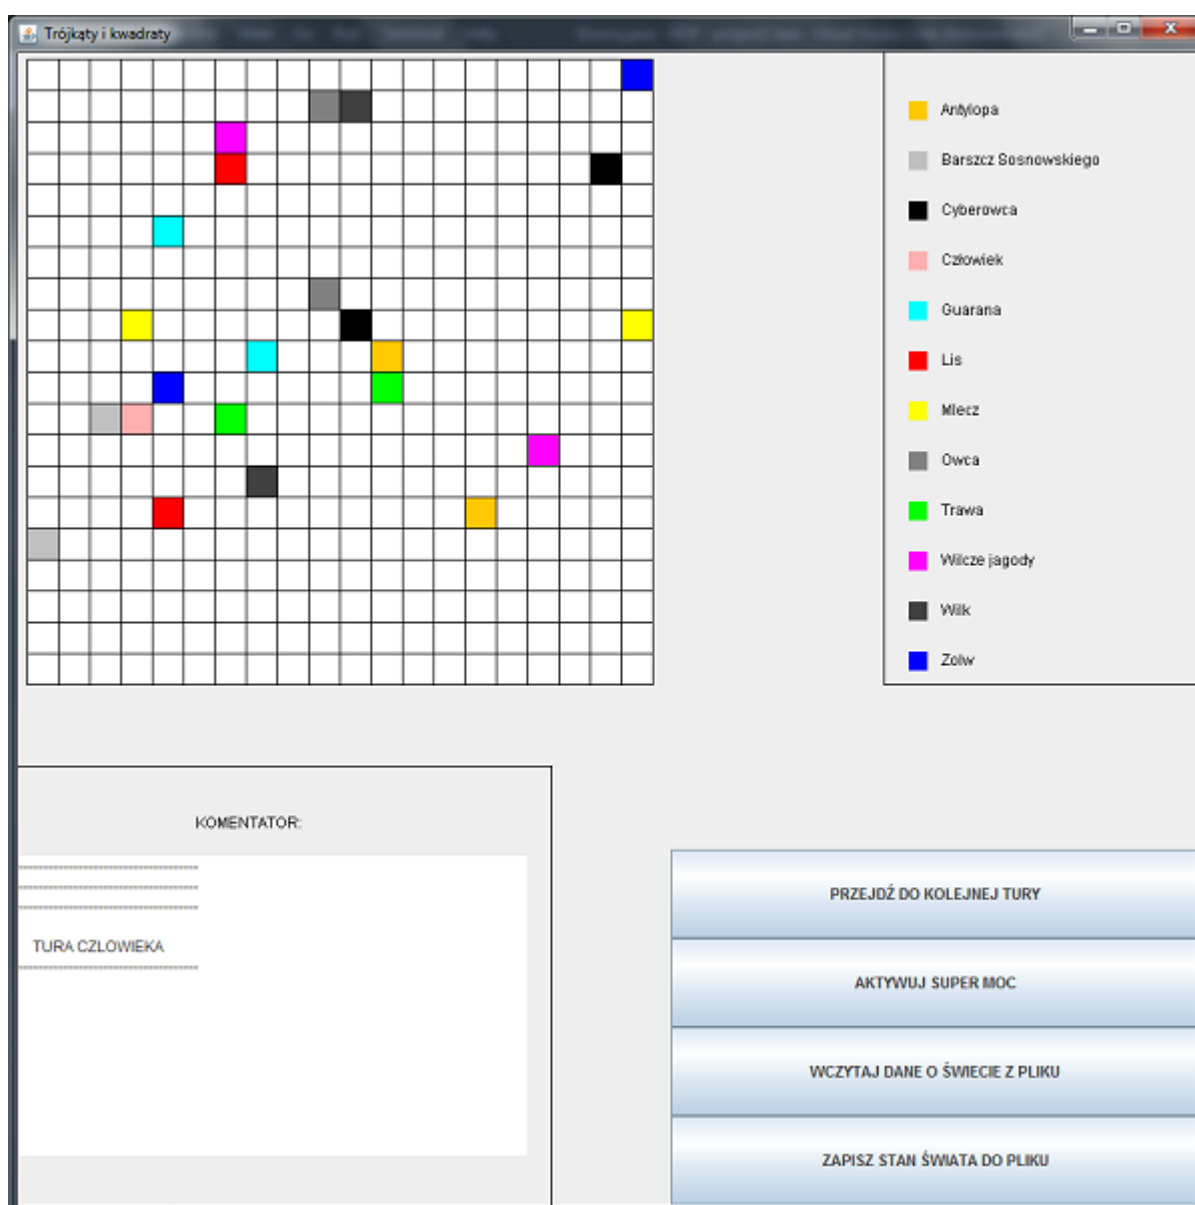 Trójkąty i kwadraty
Antylopa
Barszcz Sosnowskiego
Cyberowca
Człowiek
Guarana
Lis
Mlecz
Owca
Trawa
Wilcze jagody
Wilk
Zolw
KOMENTATOR:
TURA CZLOWIEKA
PRZEJDŹ DO KOLEJNEJ TURY
AKTYWUJ SUPER MOC
WCZYTAJ DANE O ŚWIECIE Z PLIKU
ZAPISZ STAN ŚWIATA DO PLIKU